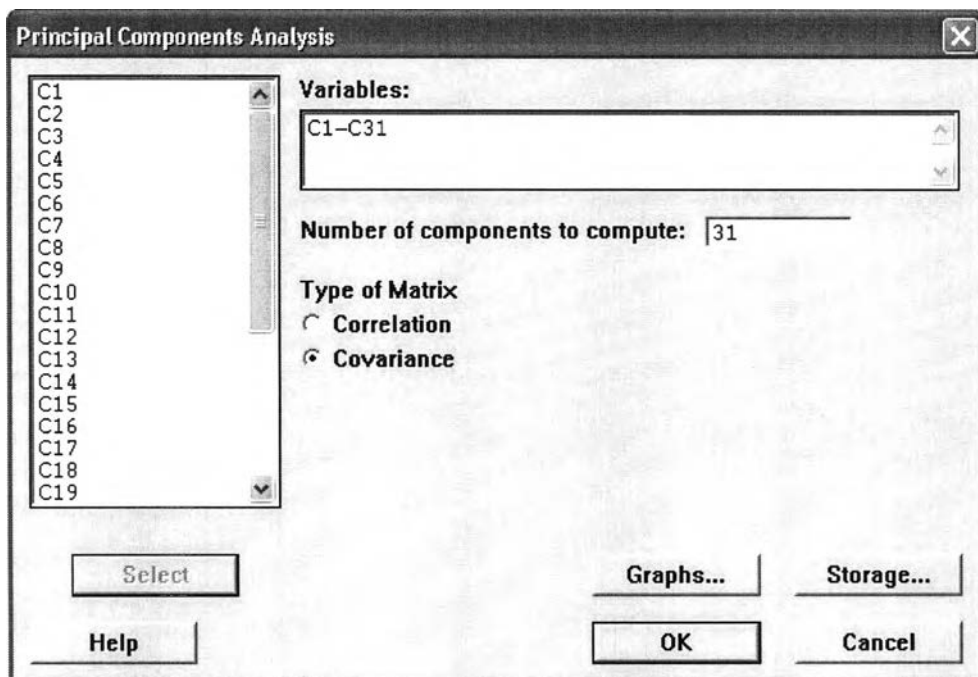 Principal Components Analysis
C1
C2
C3
C4
C5
C6
C7
C8
C9
C10
C11
C12
C13
C14
C15
C16
C17
C18
C19
Variables:
C1–C31
Number of components to compute: 31
Type of Matrix
Correlation
Covariance
Select
Graphs...
Storage...
Help
OK
Cancel